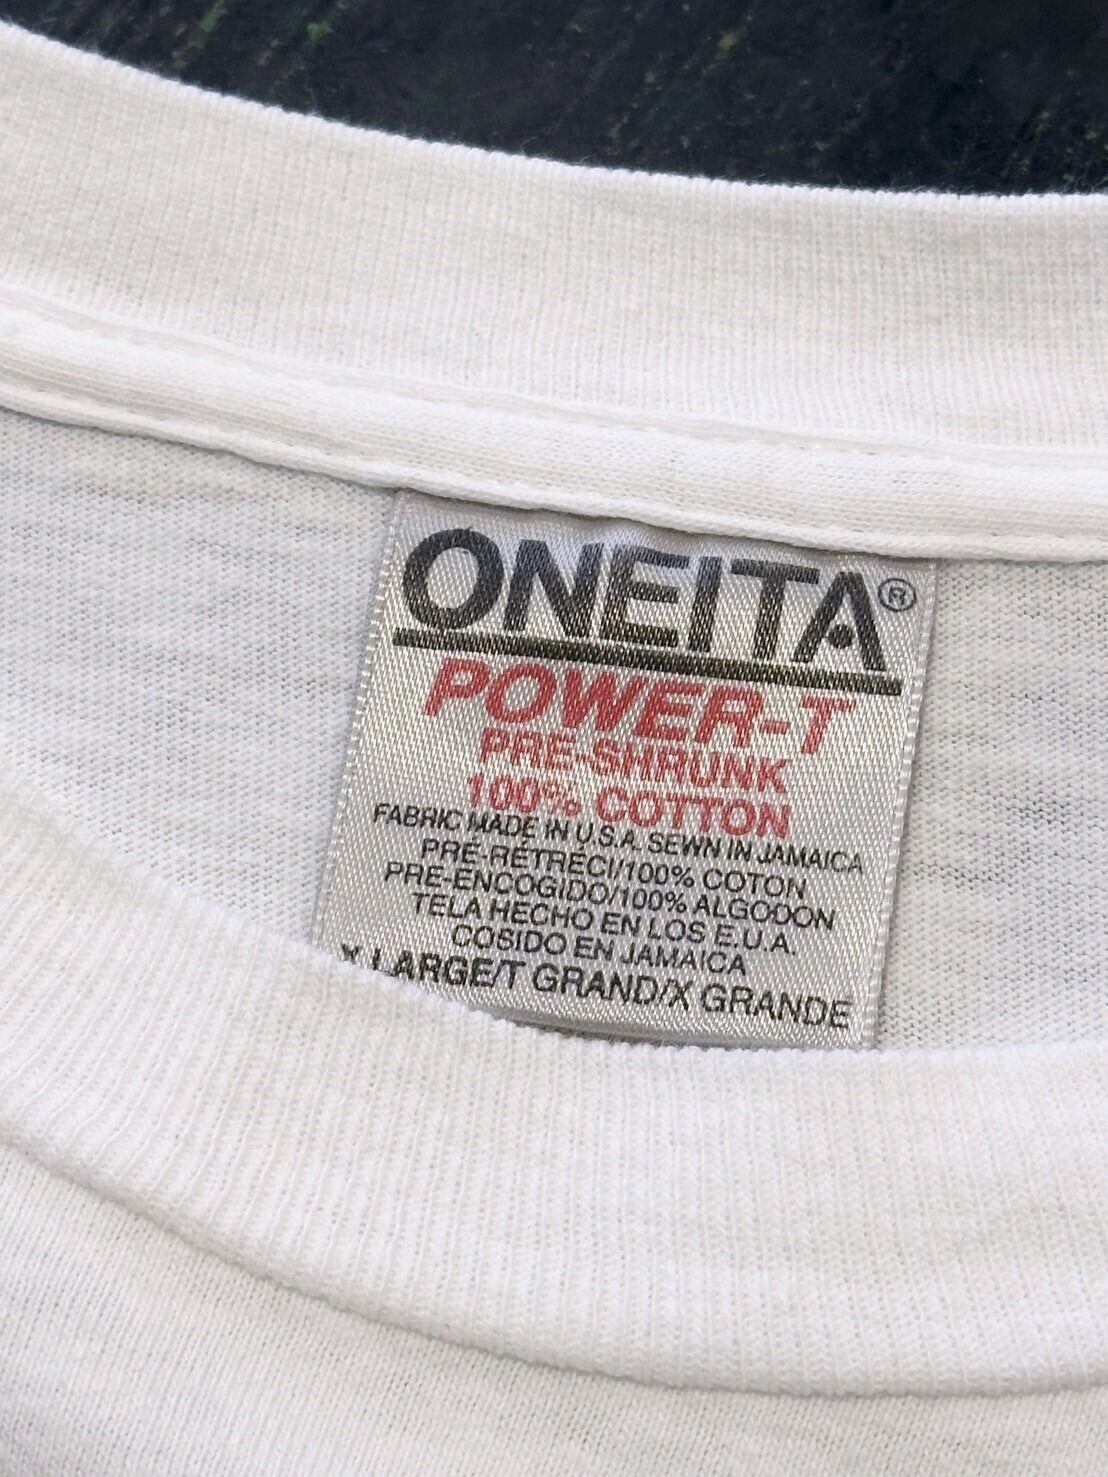 ONEITA®
POWER-T
PRE-SHRUNK
100% COTTON
FABRIC MADE IN U.S.A. SEWN IN JAMAICA
PRÉ-RÉTRÉCI/100% COTON
PRE-ENCOGIDO/100% ALGODON
TELA HECHO EN LOS E.U.A.
COSIDO EN JAMAICA
X LARGE/T GRAND/X GRANDE